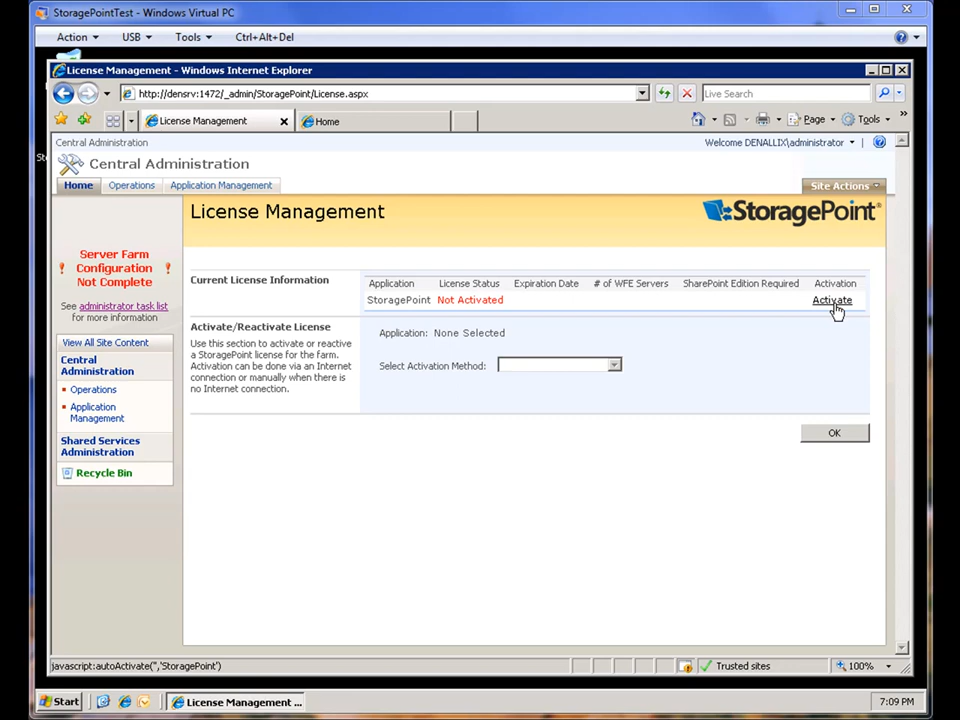 StoragePointTest - Windows Virtual PC
Action USB Tools Ctrl+Alt+Del
License Management - Windows Internet Explorer
http://densrv:1472/_admin/StoragePoint/License.aspx
Live Search
License Management
Home
Page Tools
Central Administration
Welcome DENALLIX\administrator
Central Administration
Home Operations Application Management
Site Actions
License Management
StoragePoint
Server Farm
Configuration
Not Complete
See administrator task list
for more information
View All Site Content
Central
Administration
Operations
Application
Management
Shared Services
Administration
Recycle Bin
Current License Information
Application License Status Expiration Date # of WFE Servers SharePoint Edition Required Activation
StoragePoint Not Activated Activate
Activate/Reactivate License
Use this section to activate or reactive
a StoragePoint license for the farm.
Activation can be done via an Internet
connection or manually when there is
no Internet connection.
Application: None Selected
Select Activation Method:
OK
javascript:autoActivate('','StoragePoint')
Trusted sites
100%
Start
License Management ...
7:09 PM